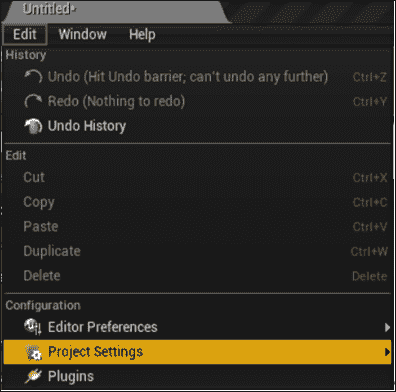 Untitled*
Edit Window Help
History
Undo (Hit Undo barrier; can't undo any further) Ctrl+Z
Redo (Nothing to redo) Ctrl+Y
Undo History
Edit
Cut Ctrl+X
Copy Ctrl+C
Paste Ctrl+V
Duplicate Ctrl+W
Delete Delete
Configuration
Editor Preferences
Project Settings
Plugins